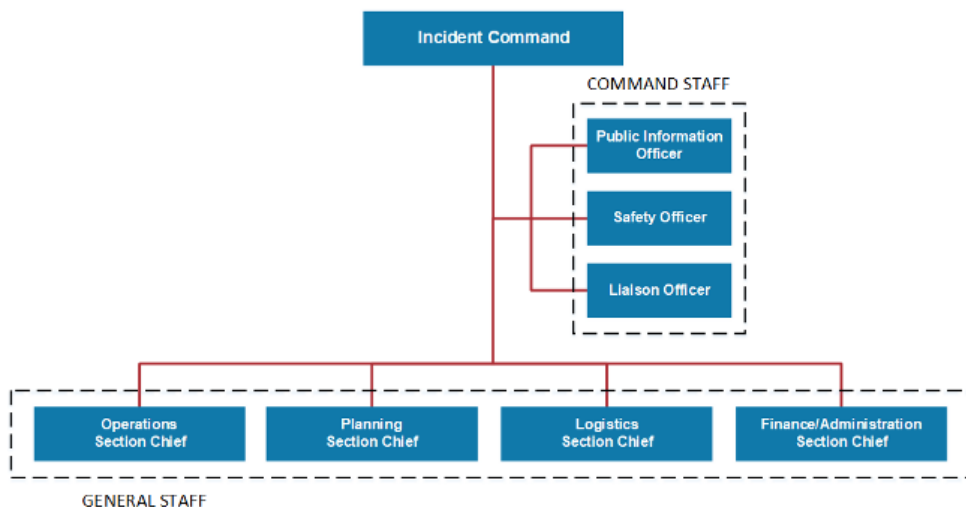 Incident Command
COMMAND STAFF
Public Information
Officer
Safety Officer
Liaison Officer
Operations
Section Chief
Planning
Section Chief
Logistics
Section Chief
Finance/Administration
Section Chief
GENERAL STAFF